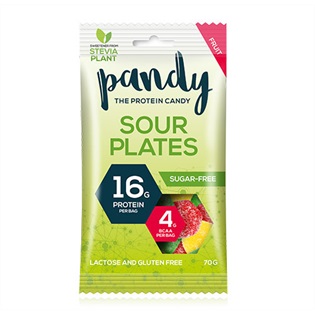 SWEETENED FROM
STEVIA
PLANT
FRUIT
pandy
THE PROTEIN CANDY
SOUR
PLATES
SUGAR-FREE
16G
PROTEIN
PER BAG
4G
BCAA
PER BAG
LACTOSE AND GLUTEN FREE
70G